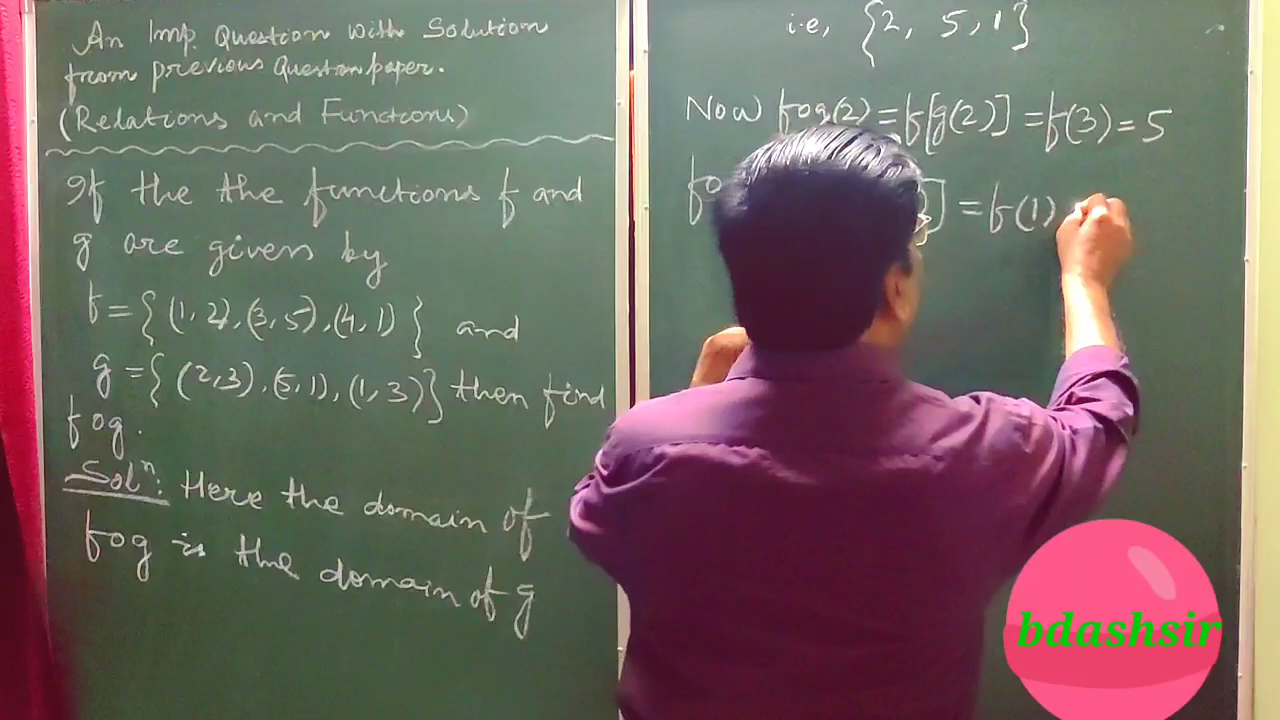 An Imp. Question with Solution
from previous Question paper.
(Relations and Functions)
If the the functions f and
g are given by
f = {(1, 2), (3, 5), (4, 1)} and
g = {(2, 3), (5, 1), (1, 3)} then find
fog.
Solⁿ: Here the domain of
fog is the domain of g
i.e, {2, 5, 1}
Now fog(2) = f[g(2)] = f(3) = 5
fo ] = f(1)
bdashsir